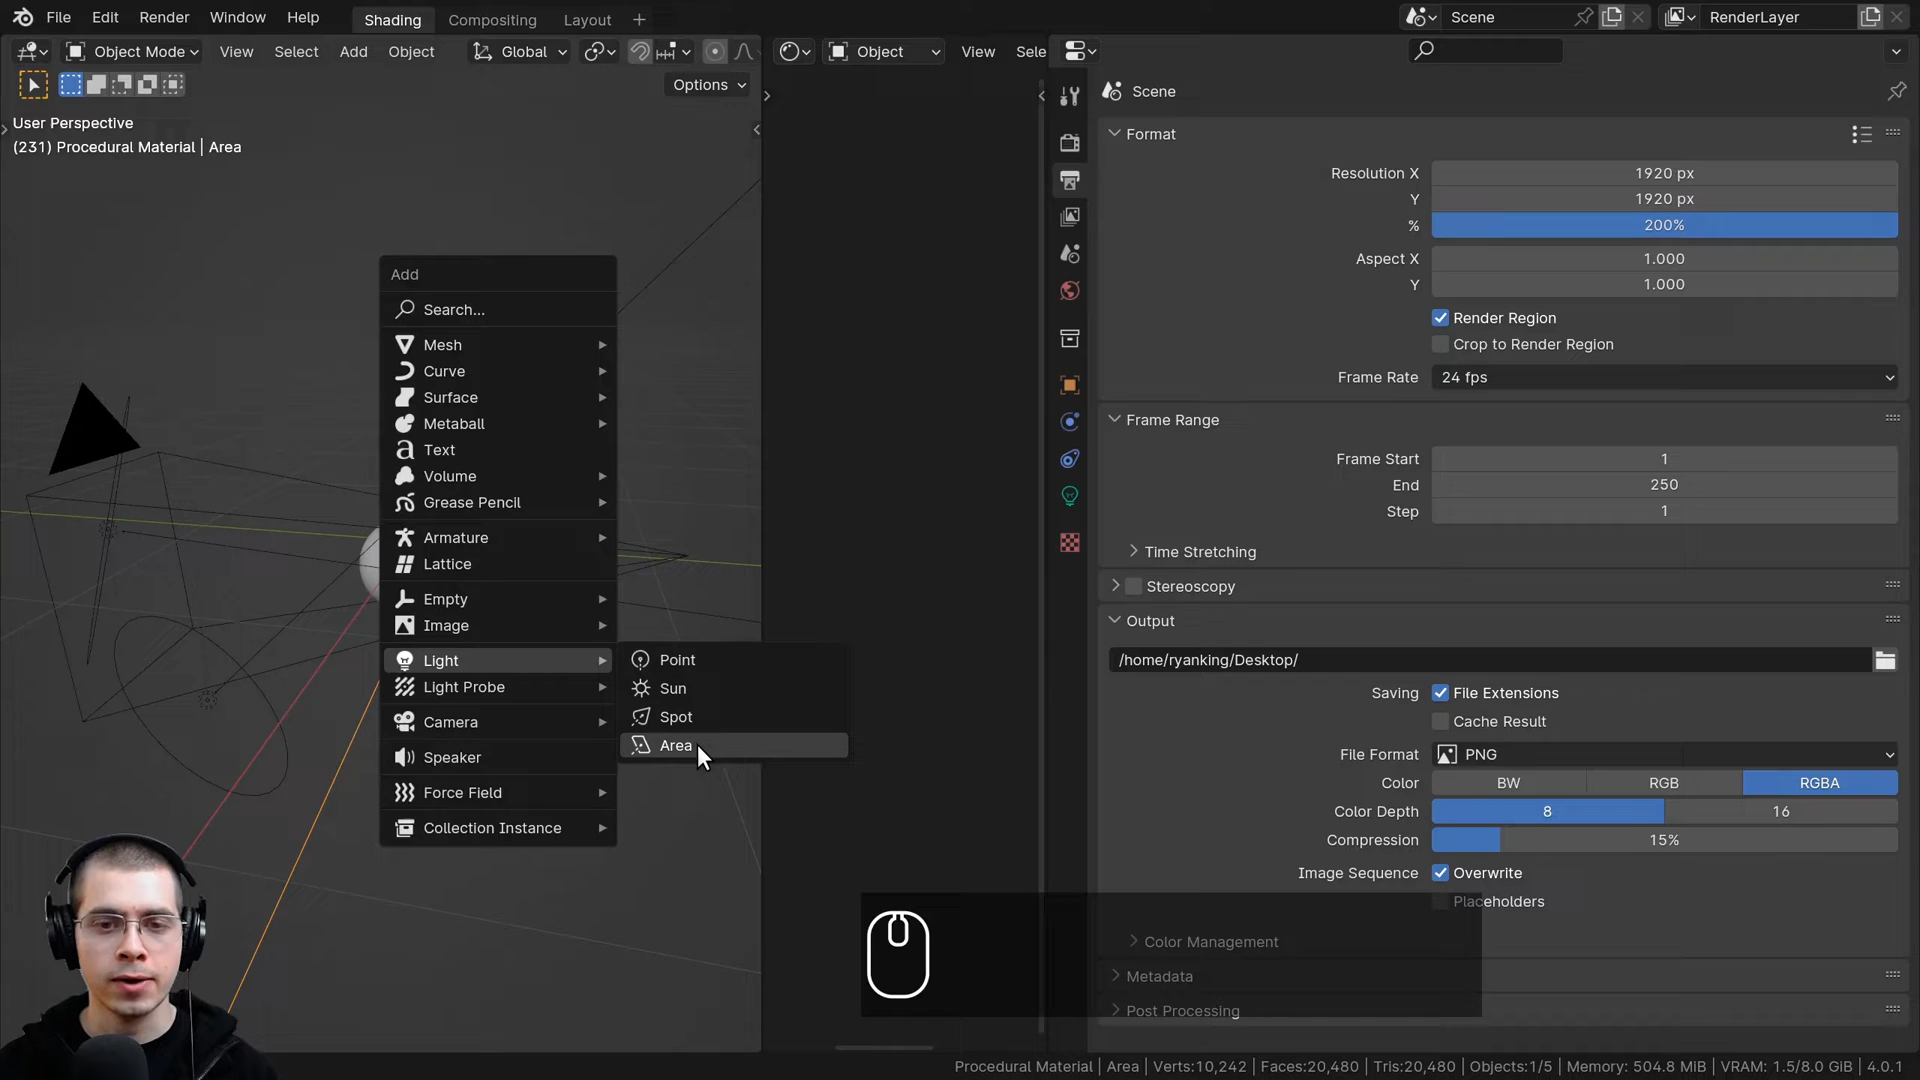 File Edit Render Window Help Shading Compositing Layout + Scene RenderLayer
Object Mode View Select Add Object Global Object View Sele
Options
User Perspective
(231) Procedural Material | Area
Add
Search...
Mesh
Curve
Surface
Metaball
Text
Volume
Grease Pencil
Armature
Lattice
Empty
Image
Light
Light Probe
Camera
Speaker
Force Field
Collection Instance
Point
Sun
Spot
Area
Scene
Format
Resolution X 1920 px
Y 1920 px
% 200%
Aspect X 1.000
Y 1.000
Render Region
Crop to Render Region
Frame Rate 24 fps
Frame Range
Frame Start 1
End 250
Step 1
Time Stretching
Stereoscopy
Output
/home/ryanking/Desktop/
Saving File Extensions
Cache Result
File Format PNG
Color BW RGB RGBA
Color Depth 8 16
Compression 15%
Image Sequence Overwrite
Placeholders
Color Management
Metadata
Post Processing
Procedural Material | Area | Verts:10,242 | Faces:20,480 | Tris:20,480 | Objects:1/5 | Memory: 504.8 MiB | VRAM: 1.5/8.0 GiB | 4.0.1